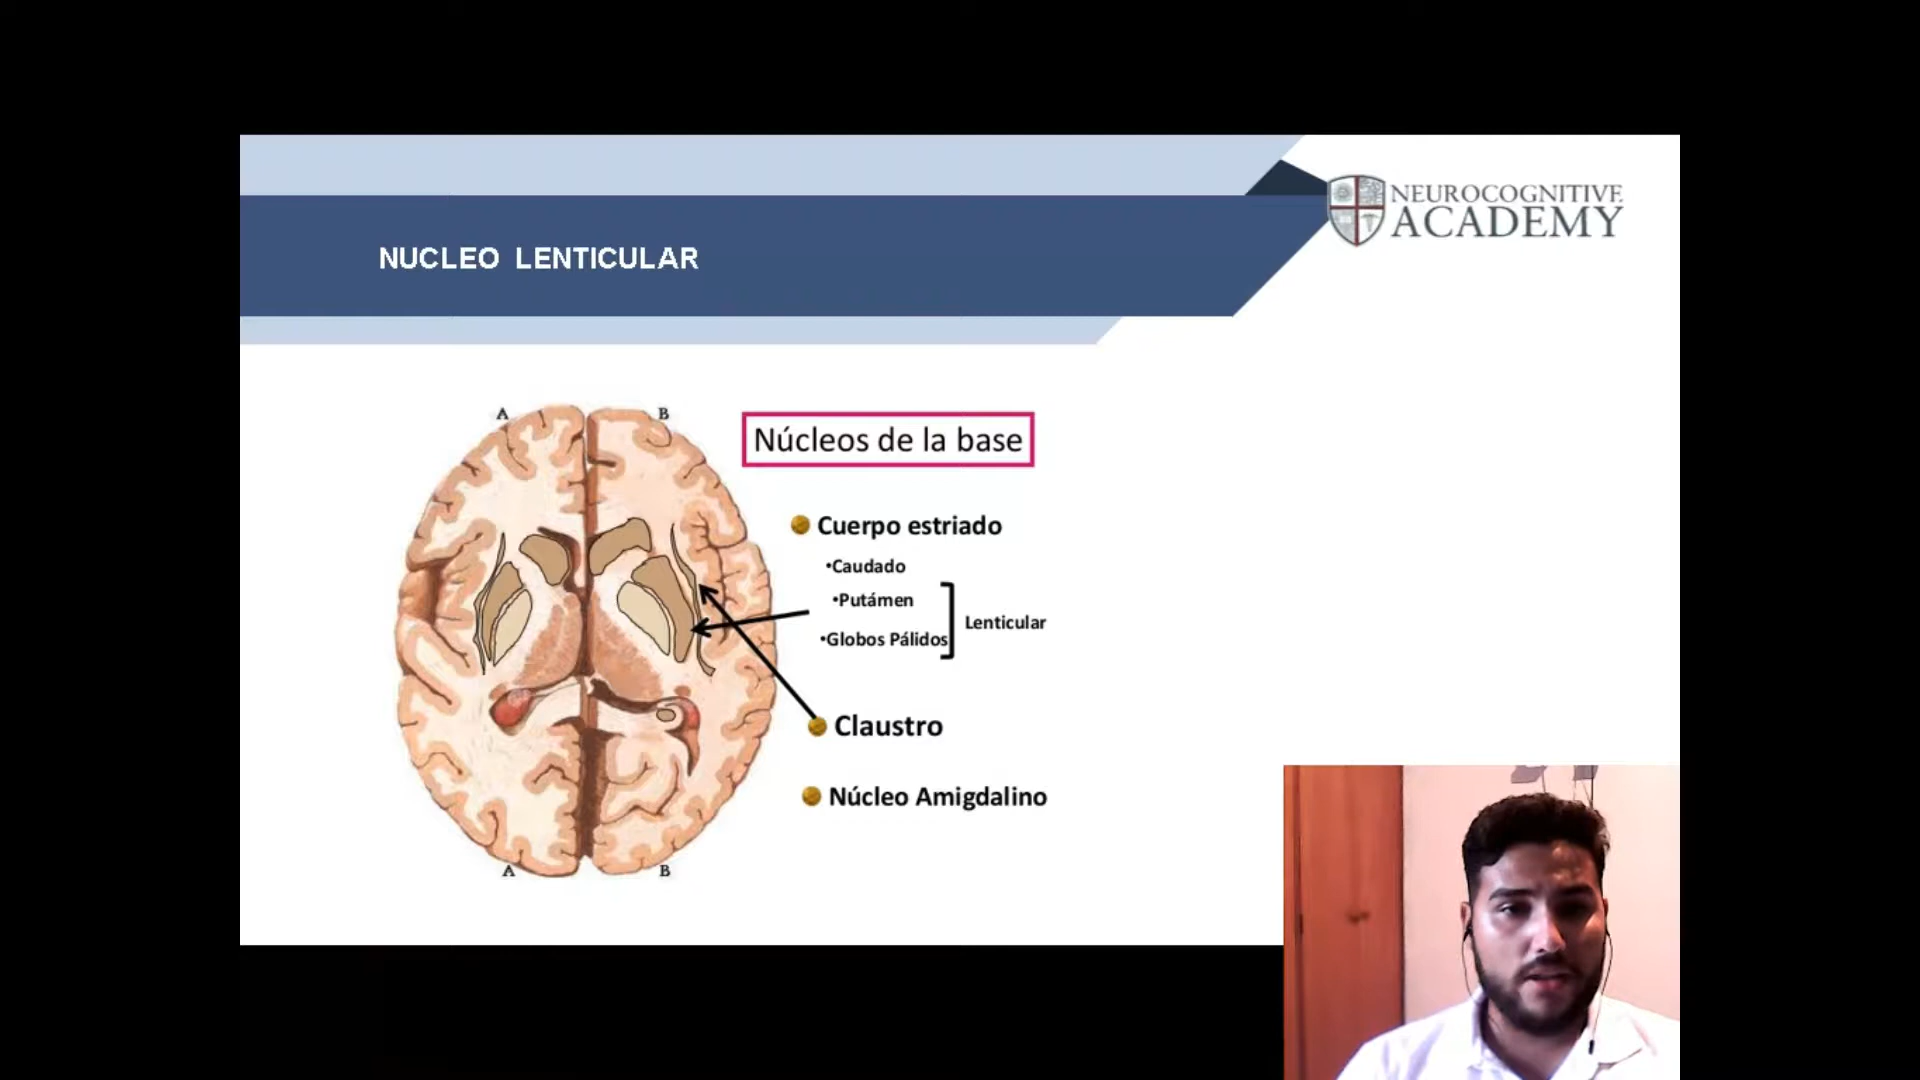 NEUROCOGNITIVE
ACADEMY
NUCLEO LENTICULAR
A
B
Núcleos de la base
Cuerpo estriado
•Caudado
•Putámen
Lenticular
•Globos Pálidos
Claustro
Núcleo Amigdalino
A
B